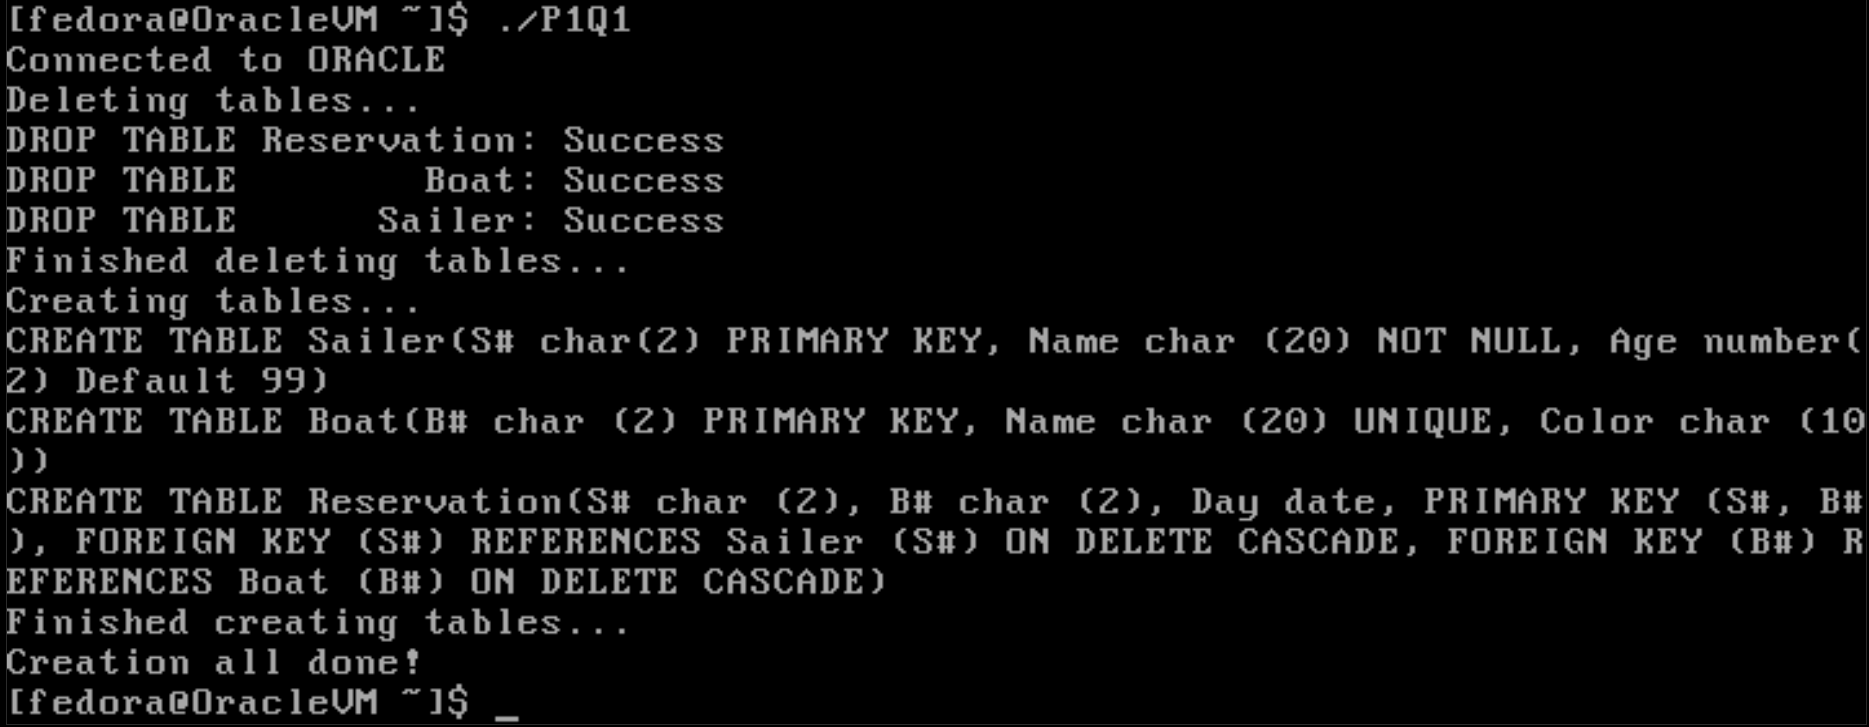 [fedora@OracleVM ~]$ ./P1Q1
Connected to ORACLE
Deleting tables...
DROP TABLE Reservation: Success
DROP TABLE        Boat: Success
DROP TABLE      Sailer: Success
Finished deleting tables...
Creating tables...
CREATE TABLE Sailer(S# char(2) PRIMARY KEY, Name char (20) NOT NULL, Age number(
2) Default 99)
CREATE TABLE Boat(B# char (2) PRIMARY KEY, Name char (20) UNIQUE, Color char (10
))
CREATE TABLE Reservation(S# char (2), B# char (2), Day date, PRIMARY KEY (S#, B#
), FOREIGN KEY (S#) REFERENCES Sailer (S#) ON DELETE CASCADE, FOREIGN KEY (B#) R
EFERENCES Boat (B#) ON DELETE CASCADE)
Finished creating tables...
Creation all done!
[fedora@OracleVM ~]$ _